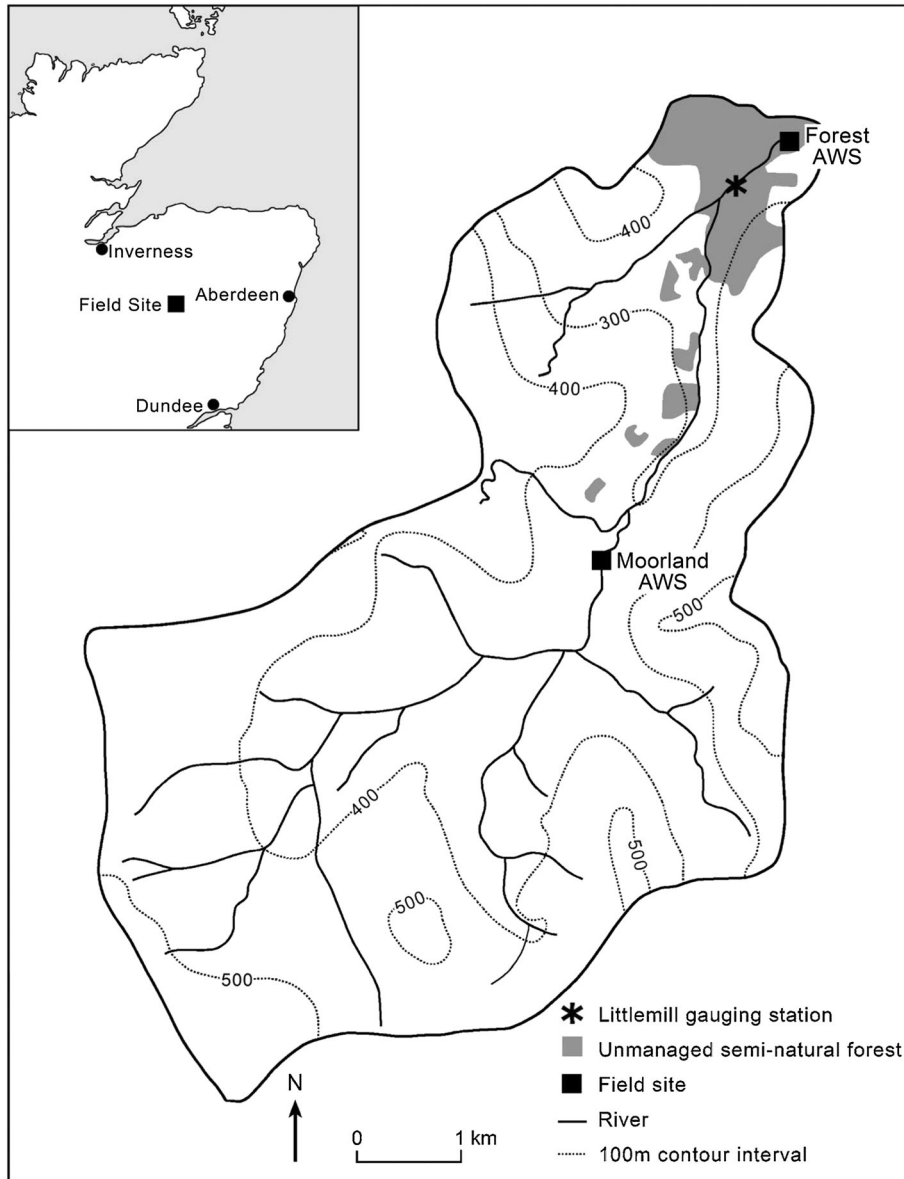 Inverness
Aberdeen
Field Site
Dundee
Forest
AWS
400
300
400
Moorland
AWS
500
400
500
500
500
Littlemill gauging station
Unmanaged semi-natural forest
Field site
River
100m contour interval
N
0 1 km